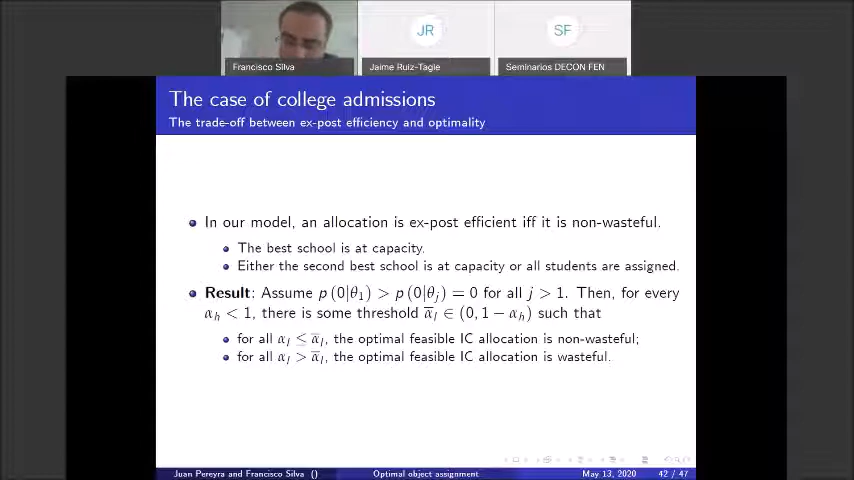 JR
SF
Francisco Silva
Jaime Ruiz-Tagle
Seminarios DECON FEN
The case of college admissions
The trade-off between ex-post efficiency and optimality
In our model, an allocation is ex-post efficient iff it is non-wasteful.
The best school is at capacity.
Either the second best school is at capacity or all students are assigned.
Result: Assume p (0|θ₁) > p (0|θⱼ) = 0 for all j > 1. Then, for every
αₕ < 1, there is some threshold α̅ₗ ∈ (0, 1 − αₕ) such that
for all αₗ ≤ α̅ₗ, the optimal feasible IC allocation is non-wasteful;
for all αₗ > α̅ₗ, the optimal feasible IC allocation is wasteful.
Juan Pereyra and Francisco Silva ()
Optimal object assignment
May 13, 2020
42 / 47